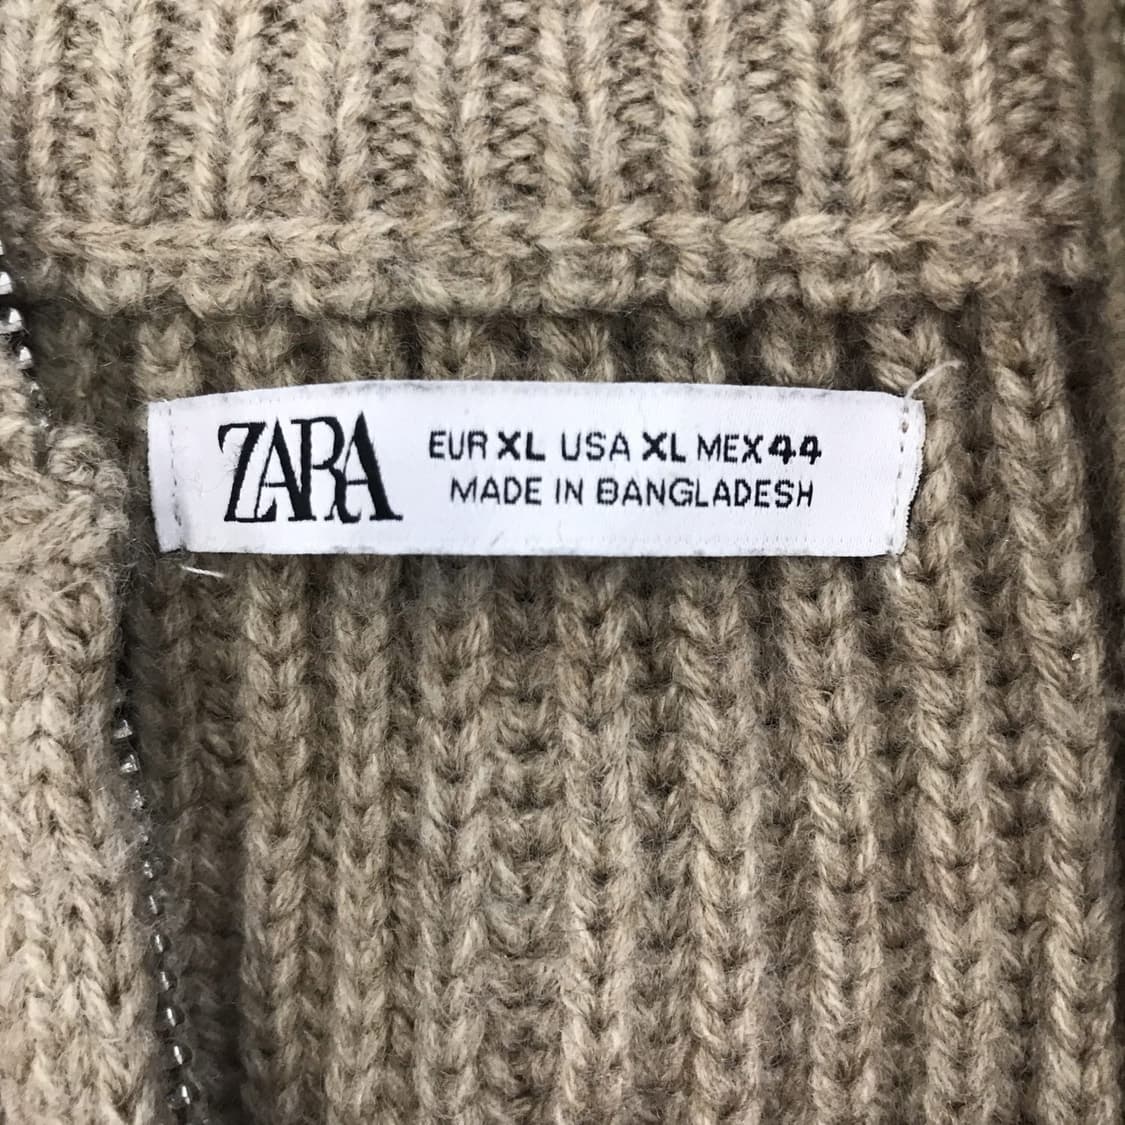 ZARA
EUR XL USA XL MEX 44
MADE IN BANGLADESH